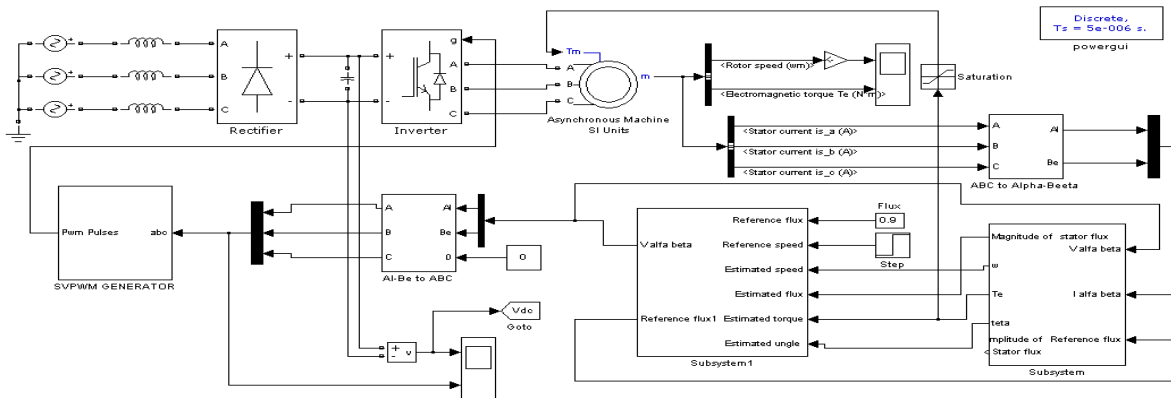 Discrete,
Ts = 5e-006 s.
powergui
A
B
C
+
-
Rectifier
+
-
g
A
B
C
Inverter
Tm
A
B
C
m
Asynchronous Machine
SI Units
<Rotor speed (wm)>
<Electromagnetic torque Te (N*m)>
Saturation
<Stator current is_a (A)>
<Stator current is_b (A)>
<Stator current is_c (A)>
A
B
C
Al
Be
ABC to Alpha-Beeta
Pwm Pulses
abc
SVPWM GENERATOR
A
B
C
Al
Be
0
Al-Be to ABC
0
Valfa beta
Reference flux1
Reference flux
Reference speed
Estimated speed
Estimated flux
Estimated torque
Estimated angle
Subsystem1
Flux
0.9
Step
Magnitude of stator flux
w
Te
teta
mplitude of
< Stator flux
Valfa beta
I alfa beta
Reference flux
Subsystem
Vdc
Goto
+
-
v